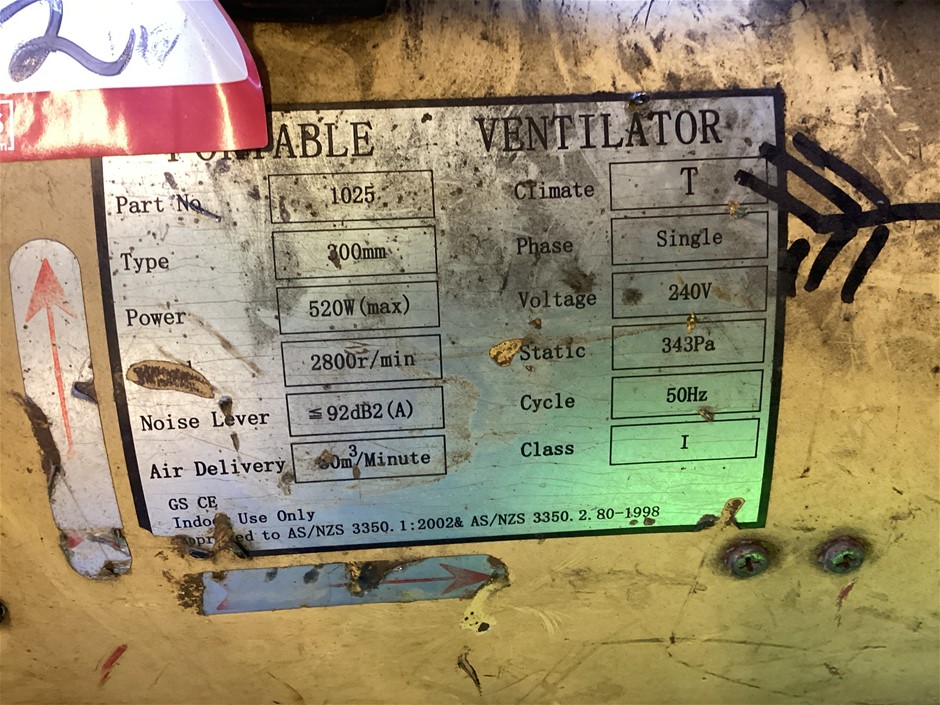 2
VENTILATOR
Part No 1025 Climate T
Type 300mm Phase Single
Power 520W(max) Voltage 240V
2800r/min Static 343Pa
Noise Lever ≦92dB2(A) Cycle 50Hz
Air Delivery m³/Minute Class I
GS CE
Indoor Use Only
to AS/NZS 3350.1:2002& AS/NZS 3350.2.80-1998